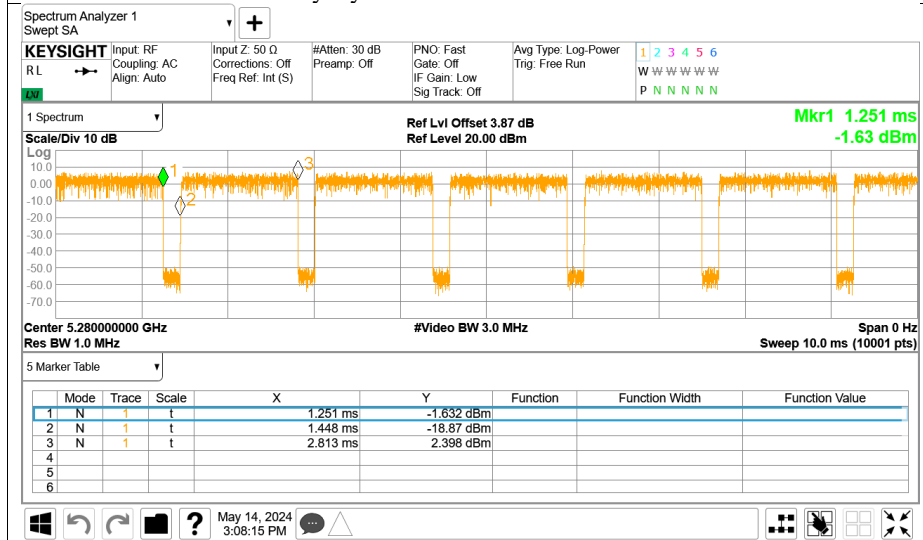 Spectrum Analyzer 1
Swept SA
KEYSIGHT
R L
LXI
Input: RF
Coupling: AC
Align: Auto
Input Z: 50 Ω
Corrections: Off
Freq Ref: Int (S)
#Atten: 30 dB
Preamp: Off
PNO: Fast
Gate: Off
IF Gain: Low
Sig Track: Off
Avg Type: Log-Power
Trig: Free Run
1 2 3 4 5 6
W W W W W W
P N N N N N
1 Spectrum
Scale/Div 10 dB
Ref Lvl Offset 3.87 dB
Ref Level 20.00 dBm
Mkr1 1.251 ms
-1.63 dBm
Log
10.0
0.00
-10.0
-20.0
-30.0
-40.0
-50.0
-60.0
-70.0
1
2
3
Center 5.280000000 GHz
Res BW 1.0 MHz
#Video BW 3.0 MHz
Span 0 Hz
Sweep 10.0 ms (10001 pts)
5 Marker Table
Mode Trace Scale X Y Function Function Width Function Value
1 N 1 t 1.251 ms -1.632 dBm
2 N 1 t 1.448 ms -18.87 dBm
3 N 1 t 2.813 ms 2.398 dBm
4
5
6
?
May 14, 2024
3:08:15 PM